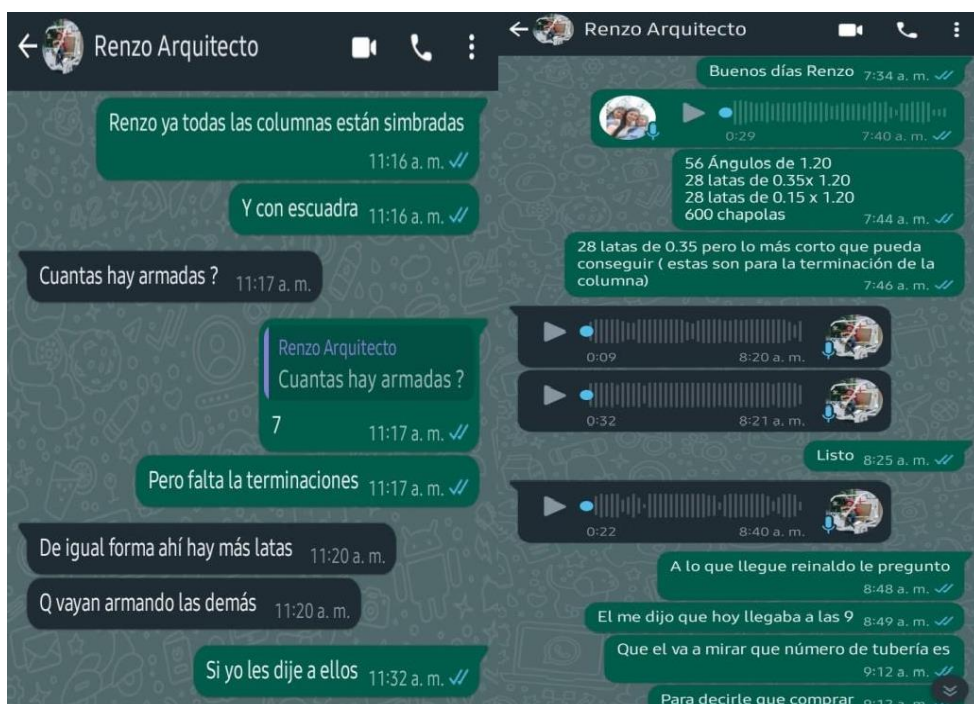 Renzo Arquitecto
Renzo ya todas las columnas están simbradas
11:16 a. m.
Y con escuadra 11:16 a. m.
Cuantas hay armadas ? 11:17 a. m.
Renzo Arquitecto
Cuantas hay armadas ?
7 11:17 a. m.
Pero falta la terminaciones 11:17 a. m.
De igual forma ahí hay más latas 11:20 a. m.
Q vayan armando las demás 11:20 a. m.
Si yo les dije a ellos 11:32 a. m.
Renzo Arquitecto
Buenos días Renzo 7:34 a. m.
0:29 7:40 a. m.
56 Ángulos de 1.20
28 latas de 0.35x 1.20
28 latas de 0.15 x 1.20
600 chapolas 7:44 a. m.
28 latas de 0.35 pero lo más corto que pueda
conseguir ( estas son para la terminación de la
columna) 7:46 a. m.
0:09 8:20 a. m.
0:32 8:21 a. m.
Listo 8:25 a. m.
0:22 8:40 a. m.
A lo que llegue reinaldo le pregunto
8:48 a. m.
El me dijo que hoy llegaba a las 9 8:49 a. m.
Que el va a mirar que número de tubería es
9:12 a. m.
Para decirle que comprar